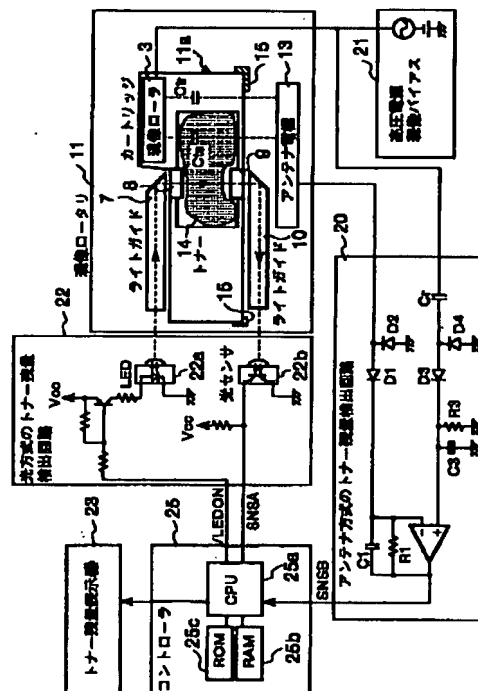 11
現像ロータリ
カートリッジ
3
現像ローラ
11a
15
13
Ctr
7
8
ライトガイド
Cta
14
トナー
9
アンテナ電極
15
ライトガイド
10
21
高圧電源
現像バイアス
22
光方式のトナー残量
検出回路
Vcc
LED
22a
光センサ
22b
Vcc
/LEDON
SNSA
23
トナー残量表示器
25
コントローラ
CPU
25a
ROM
25c
RAM
25b
SNSB
20
アンテナ方式のトナー残量検出回路
D2
D1
Cr
D4
D3
R3
C3
C1
R1
-
+